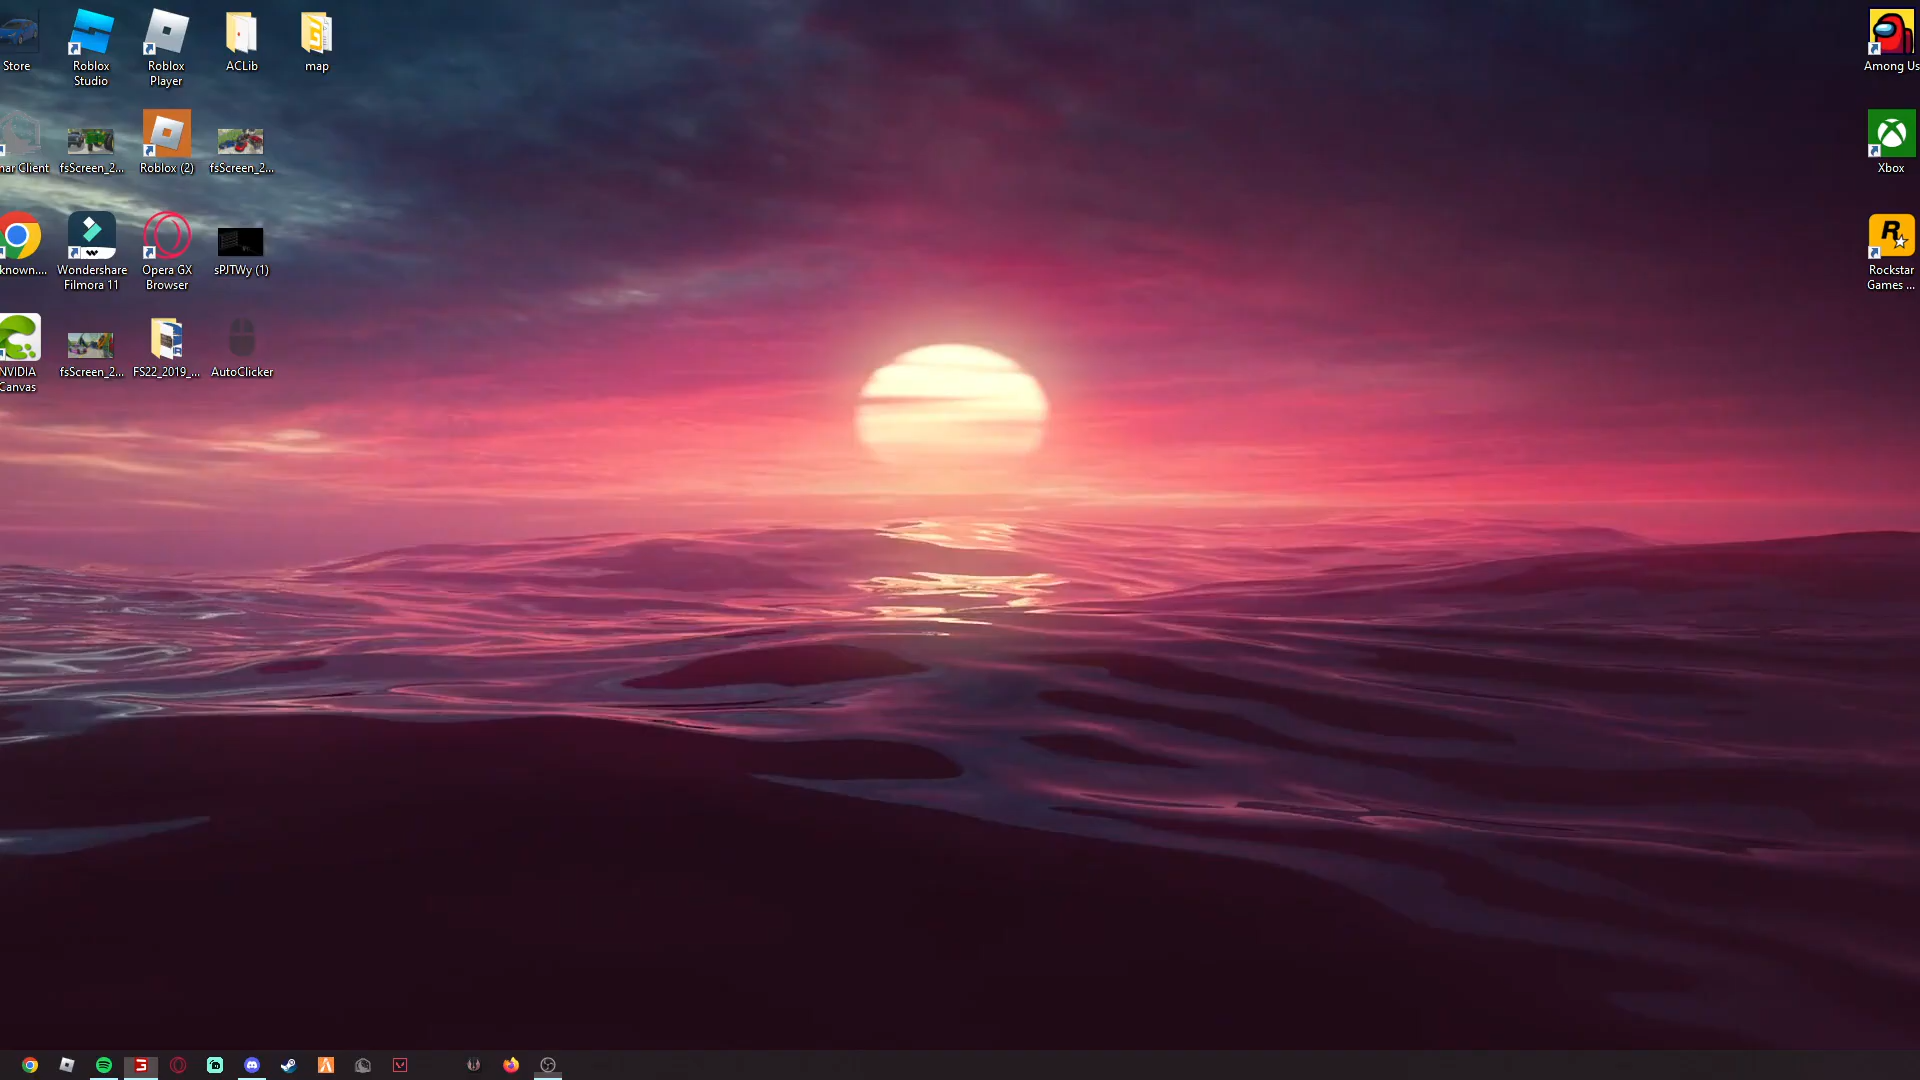 Store
Roblox
Studio
Roblox
Player
ACLib
map
Among Us
nar Client
fsScreen_2...
Roblox (2)
fsScreen_2...
Xbox
known....
Wondershare
Filmora 11
Opera GX
Browser
sPJTWy (1)
Rockstar
Games ...
NVIDIA
Canvas
fsScreen_2...
FS22_2019_...
AutoClicker